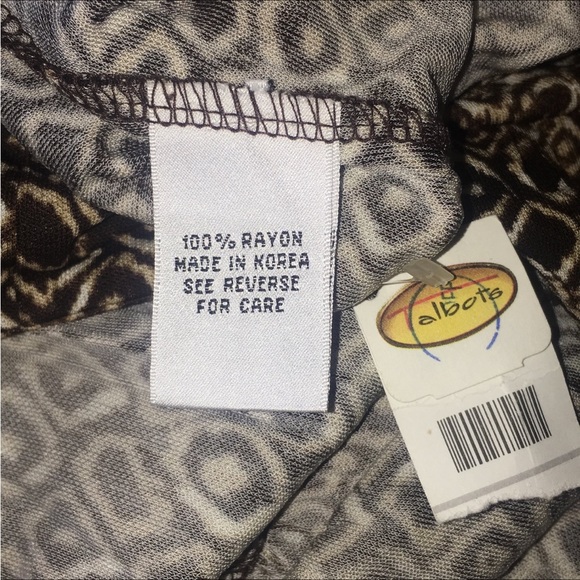 100% RAYON
MADE IN KOREA
SEE REVERSE
FOR CARE
albots